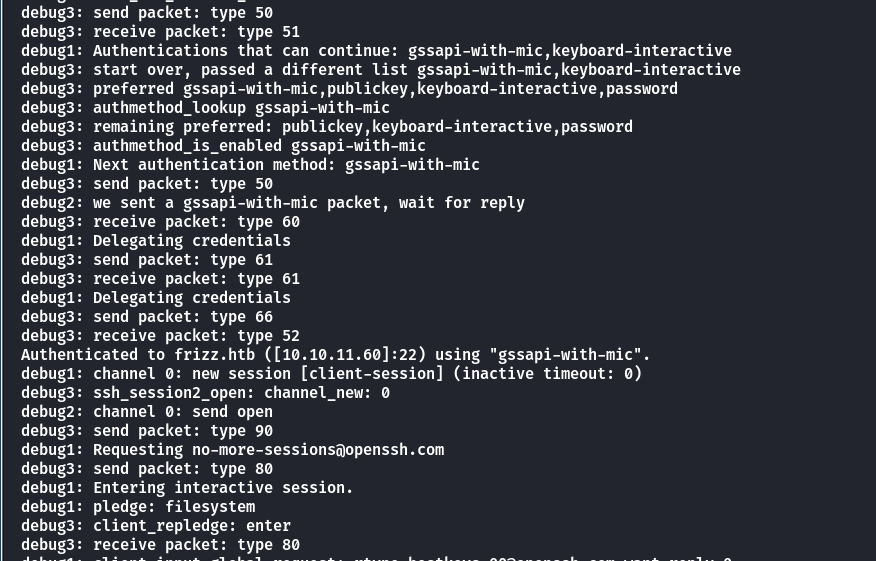 debug3: send packet: type 50
debug3: receive packet: type 51
debug1: Authentications that can continue: gssapi-with-mic,keyboard-interactive
debug3: start over, passed a different list gssapi-with-mic,keyboard-interactive
debug3: preferred gssapi-with-mic,publickey,keyboard-interactive,password
debug3: authmethod_lookup gssapi-with-mic
debug3: remaining preferred: publickey,keyboard-interactive,password
debug3: authmethod_is_enabled gssapi-with-mic
debug1: Next authentication method: gssapi-with-mic
debug3: send packet: type 50
debug2: we sent a gssapi-with-mic packet, wait for reply
debug3: receive packet: type 60
debug1: Delegating credentials
debug3: send packet: type 61
debug3: receive packet: type 61
debug1: Delegating credentials
debug3: send packet: type 66
debug3: receive packet: type 52
Authenticated to frizz.htb ([10.10.11.60]:22) using "gssapi-with-mic".
debug1: channel 0: new session [client-session] (inactive timeout: 0)
debug3: ssh_session2_open: channel_new: 0
debug2: channel 0: send open
debug3: send packet: type 90
debug1: Requesting no-more-sessions@openssh.com
debug3: send packet: type 80
debug1: Entering interactive session.
debug1: pledge: filesystem
debug3: client_repledge: enter
debug3: receive packet: type 80